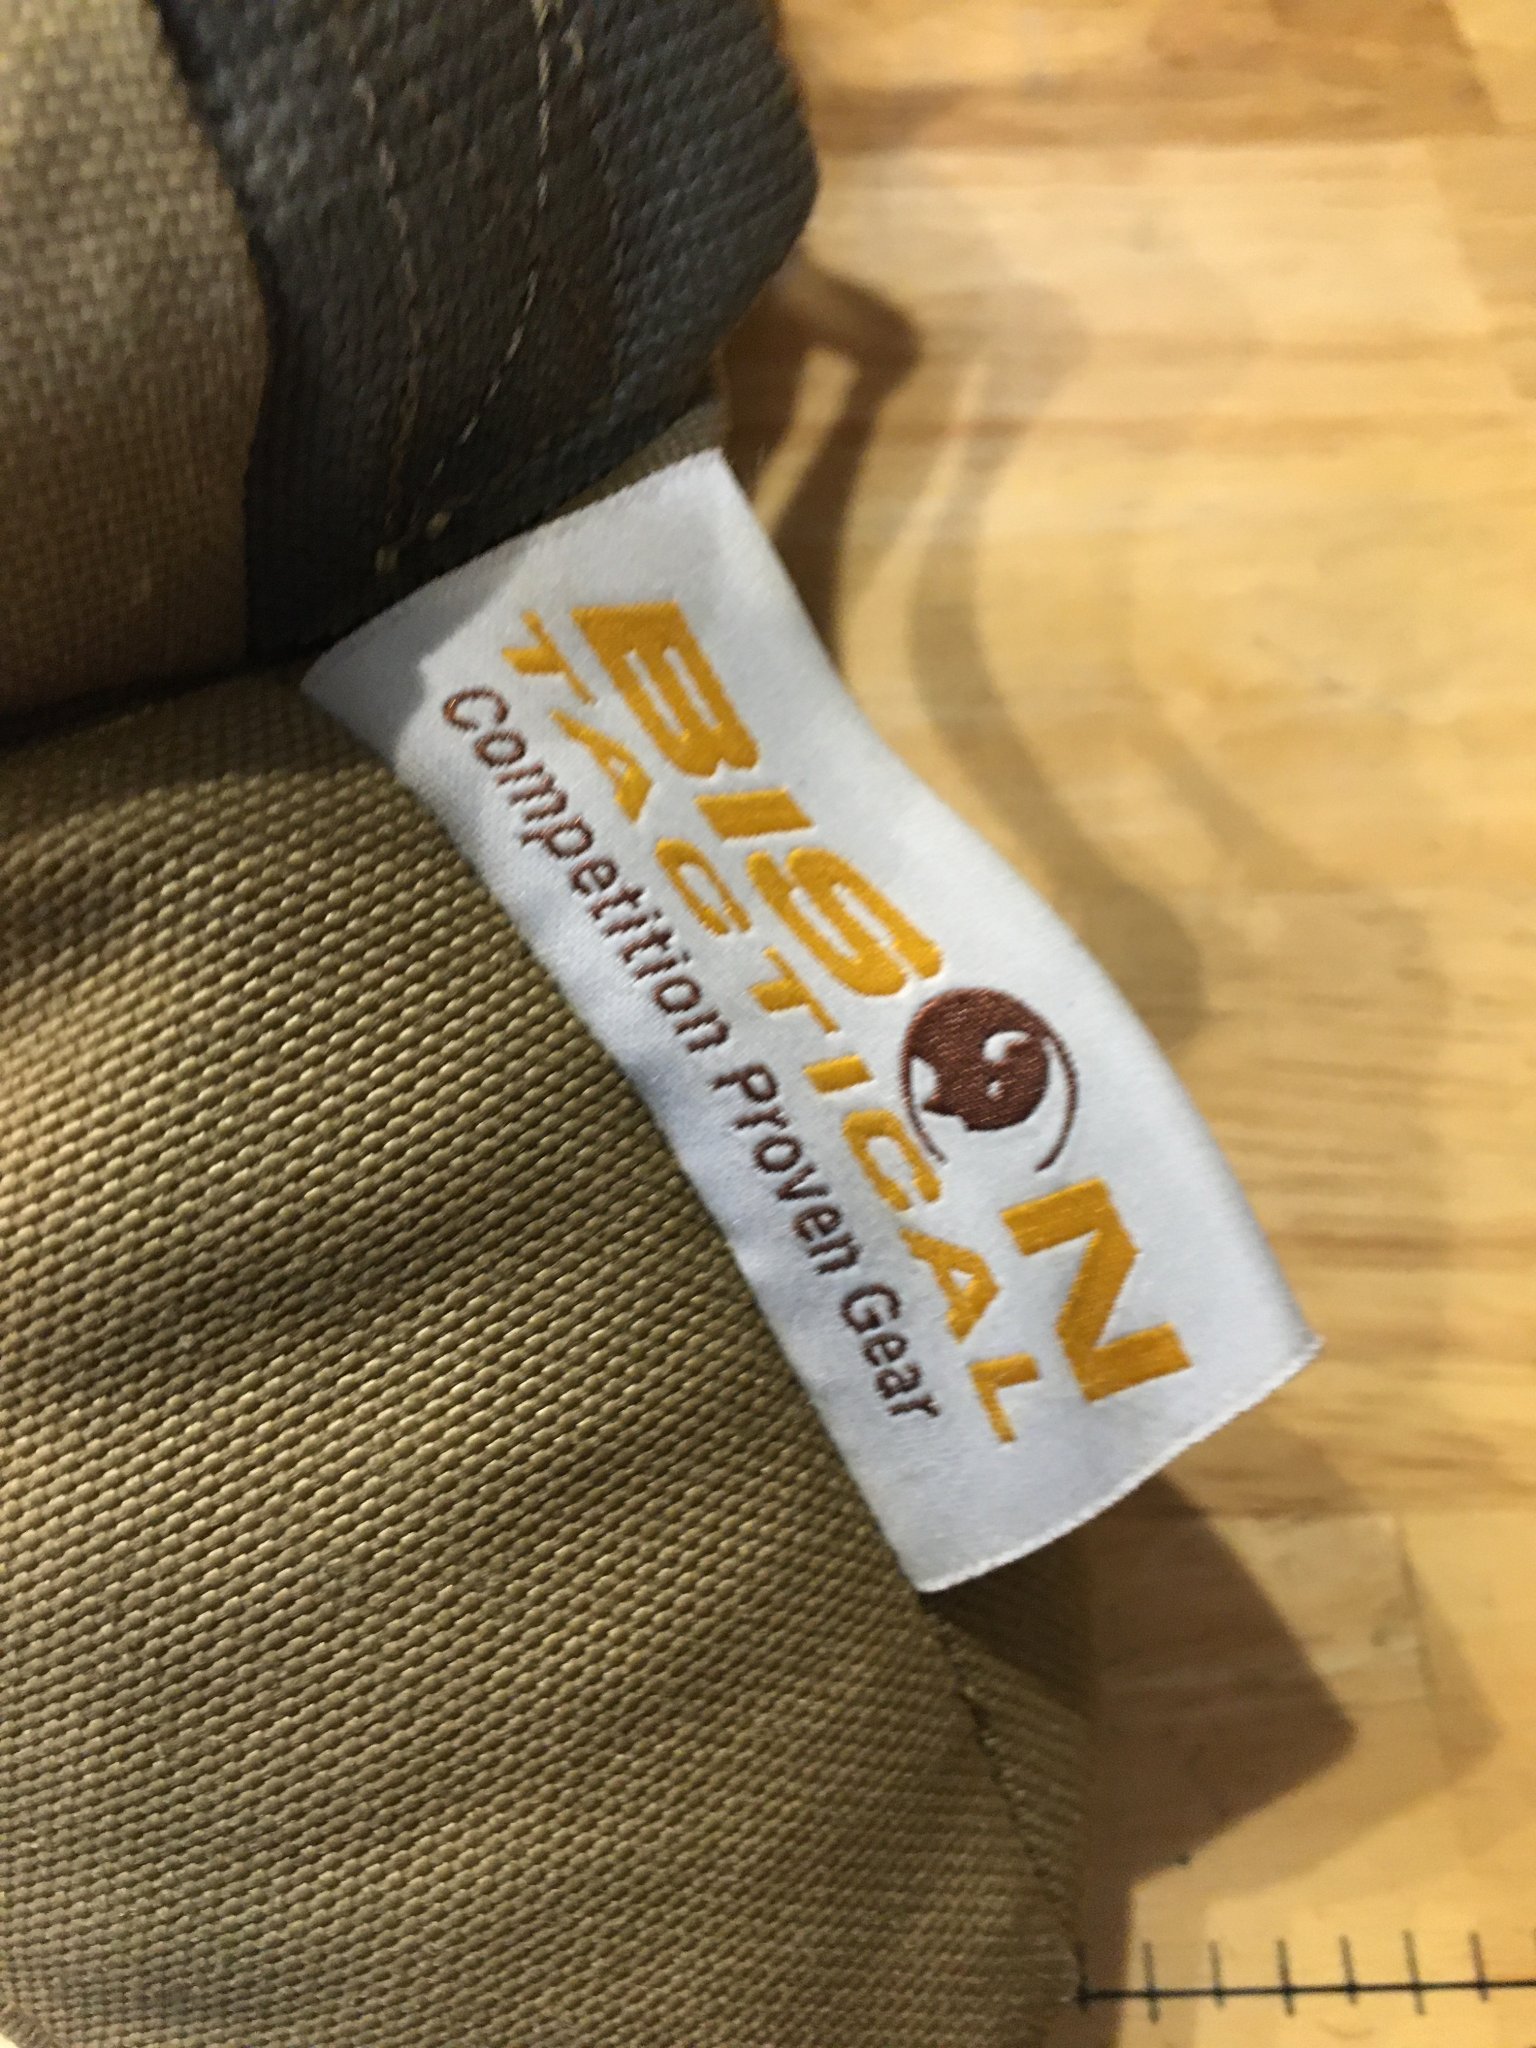 BISON
TACTICAL
Competition Proven Gear